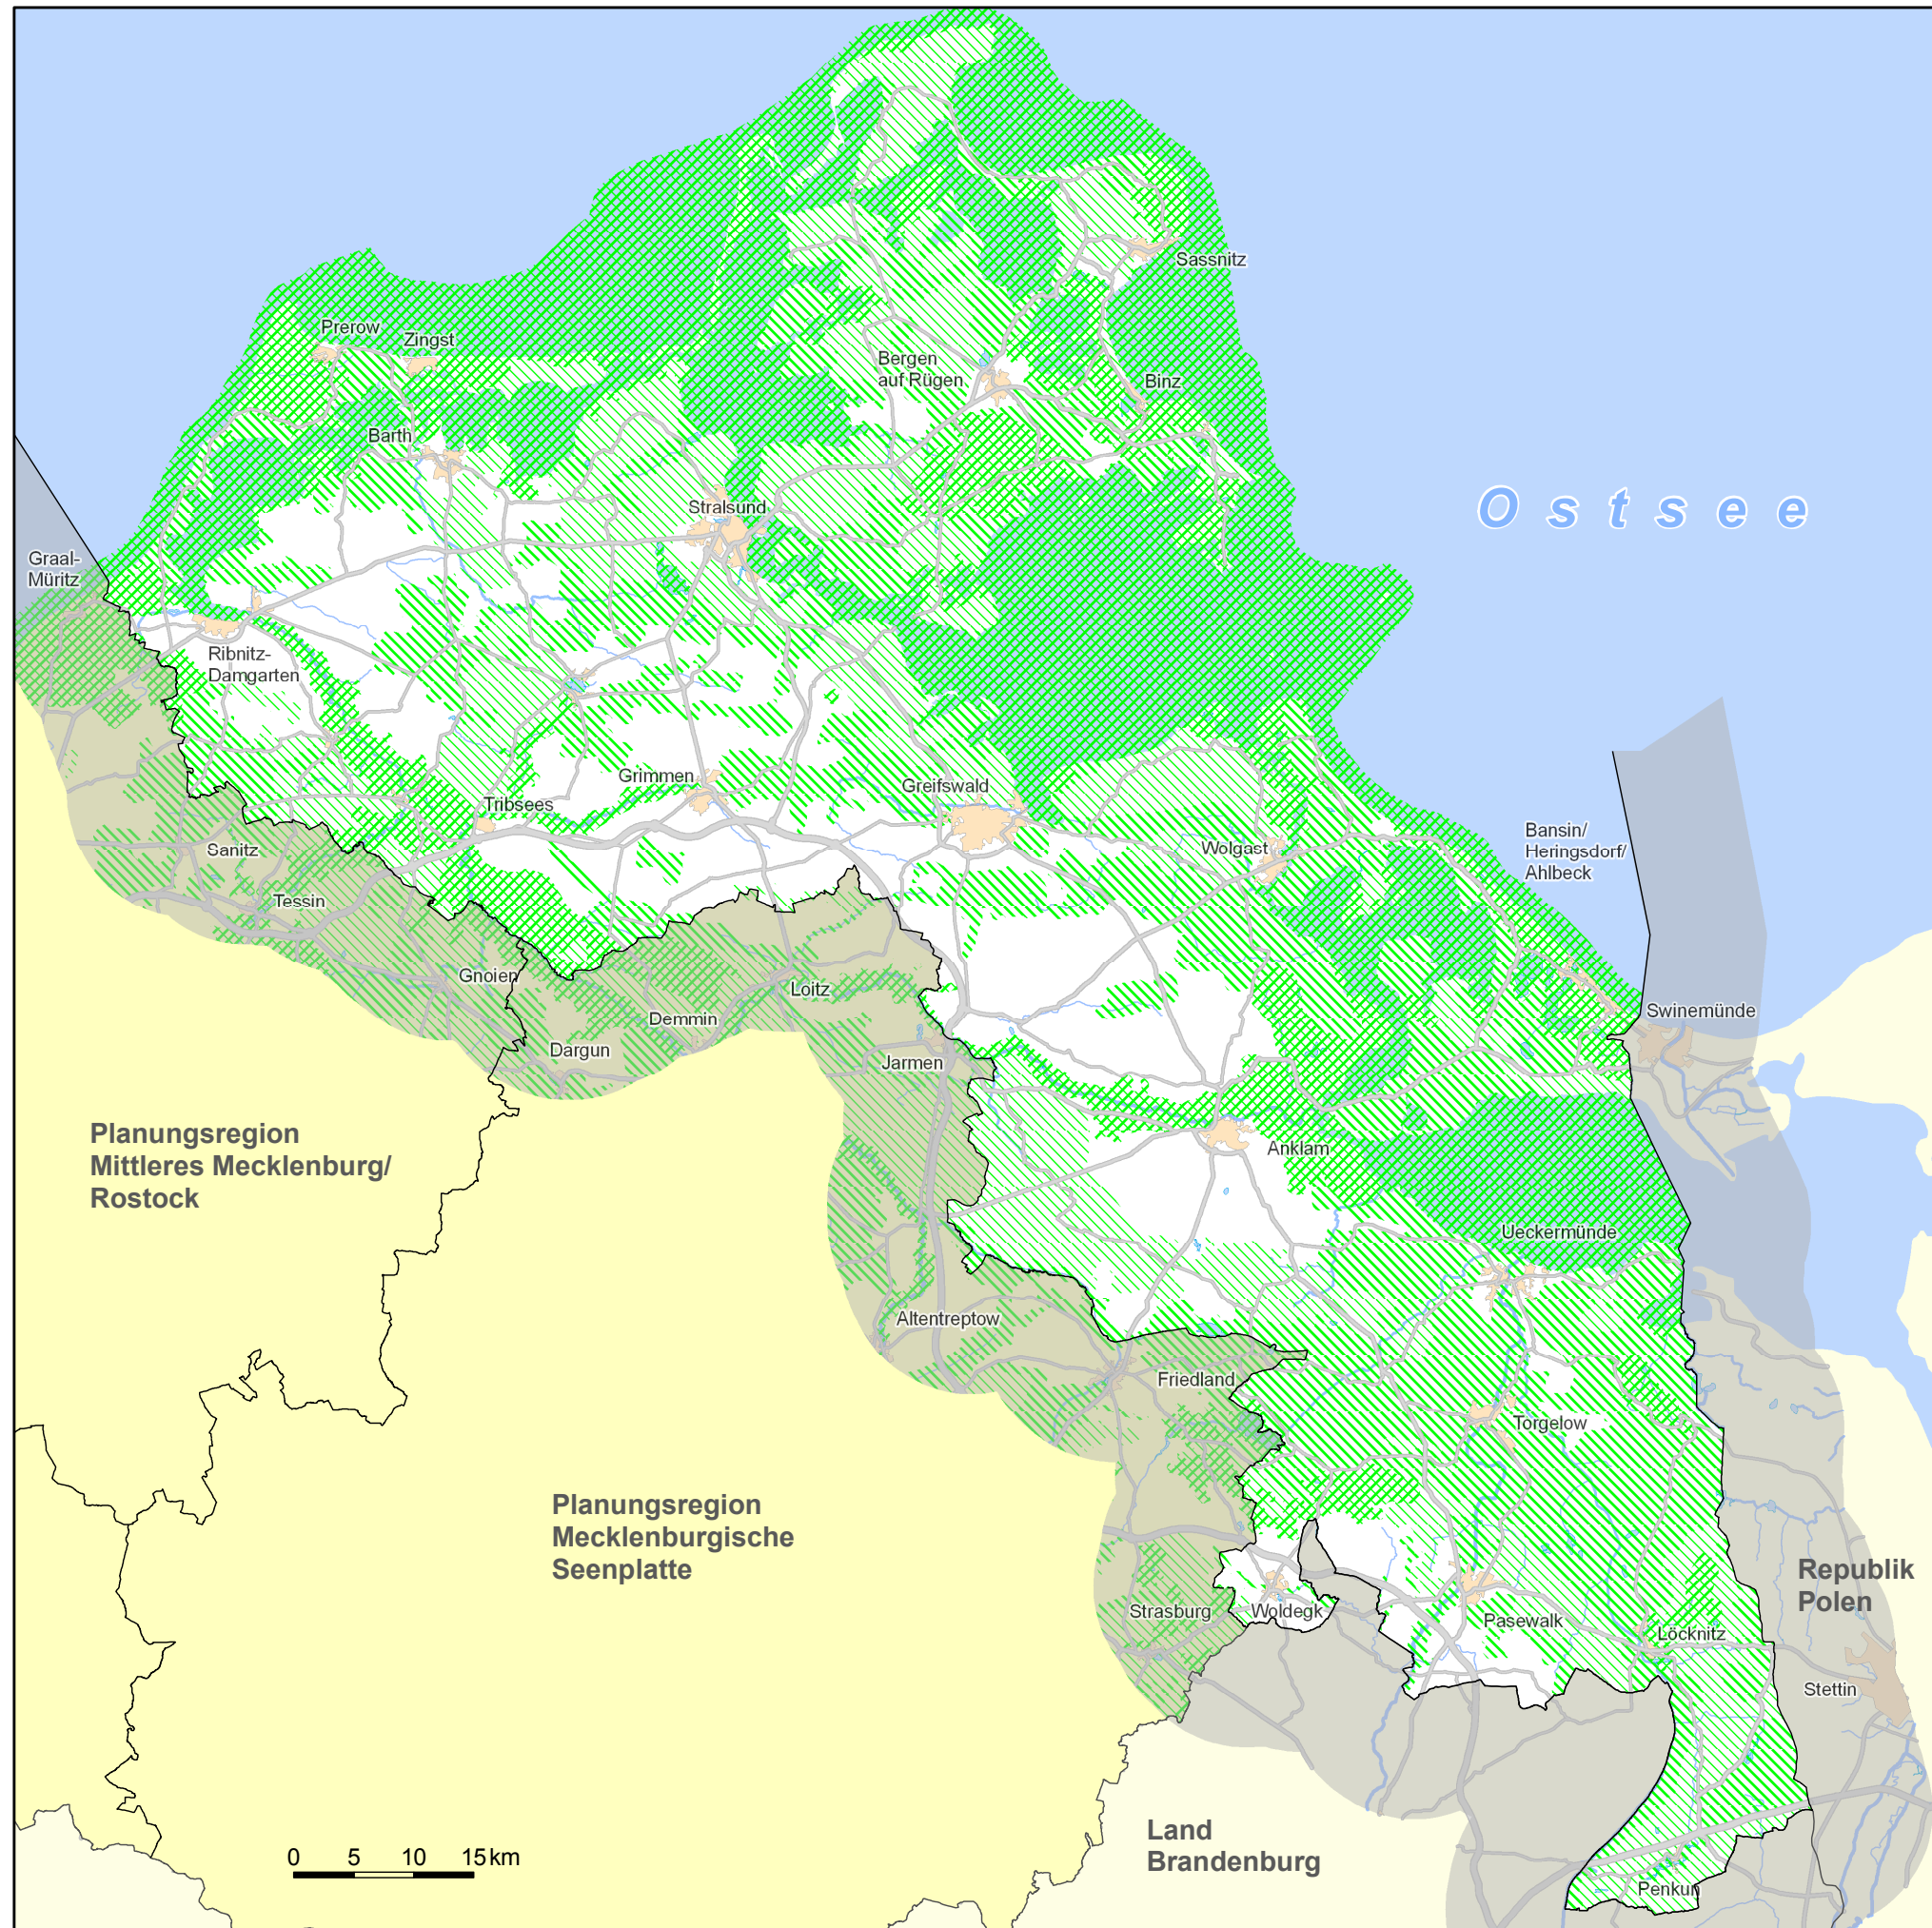 Sassnitz
Prerow
Zingst
Bergen
auf Rügen
Binz
Barth
Stralsund
Ostsee
Graal-
Müritz
Ribnitz-
Damgarten
Grimmen
Greifswald
Tribsees
Wolgast
Bansin/
Heringsdorf/
Ahlbeck
Sanitz
Tessin
Gnoien
Loitz
Demmin
Swinemünde
Dargun
Jarmen
Planungsregion
Mittleres Mecklenburg/
Rostock
Anklam
Ueckermünde
Altentreptow
Friedland
Torgelow
Planungsregion
Mecklenburgische
Seenplatte
Republik
Polen
Strasburg
Woldegk
Pasewalk
Löcknitz
Stettin
Land
Brandenburg
0 5 10 15 km
Penkun